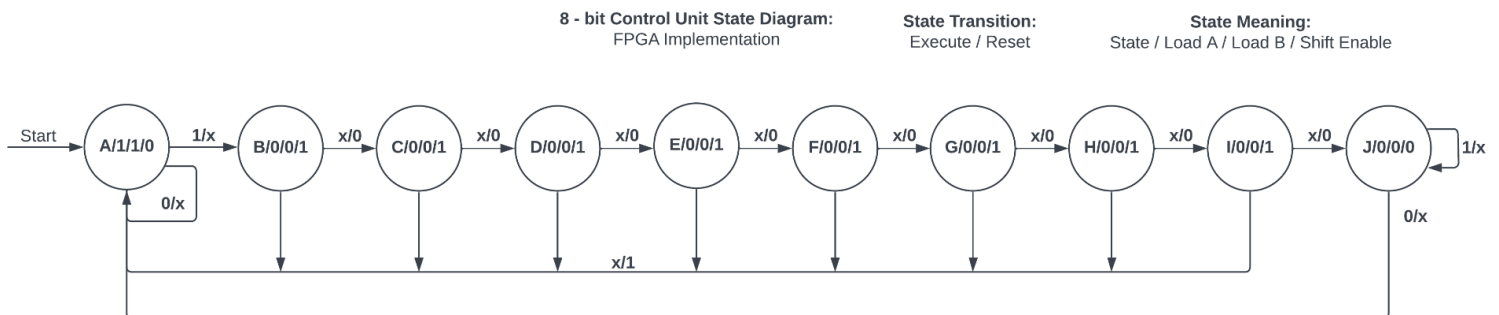 8 - bit Control Unit State Diagram:
FPGA Implementation
State Transition:
Execute / Reset
State Meaning:
State / Load A / Load B / Shift Enable
Start
A/1/1/0
1/x
B/0/0/1
x/0
C/0/0/1
x/0
D/0/0/1
x/0
E/0/0/1
x/0
F/0/0/1
x/0
G/0/0/1
x/0
H/0/0/1
x/0
I/0/0/1
x/0
J/0/0/0
1/x
0/x
0/x
x/1